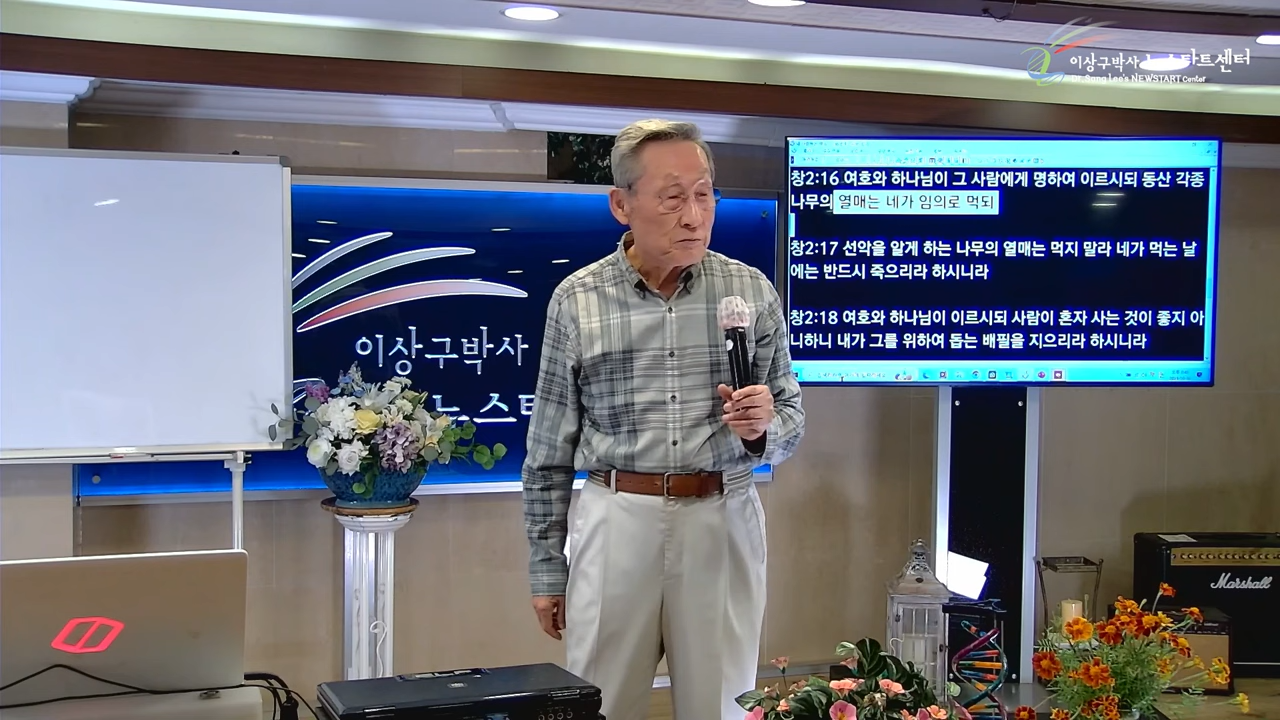 이상구박사 타트센터
Dr. Sang Lee's NEWSTART Center
창2:16 여호와 하나님이 그 사람에게 명하여 이르시되 동산 각종
나무의 열매는 네가 임의로 먹되
창2:17 선악을 알게 하는 나무의 열매는 먹지 말라 네가 먹는 날
에는 반드시 죽으리라 하시니라
창2:18 여호와 하나님이 이르시되 사람이 혼자 사는 것이 좋지 아
니하니 내가 그를 위하여 돕는 배필을 지으리라 하시니라
이상구박사
뉴스타
Marshall